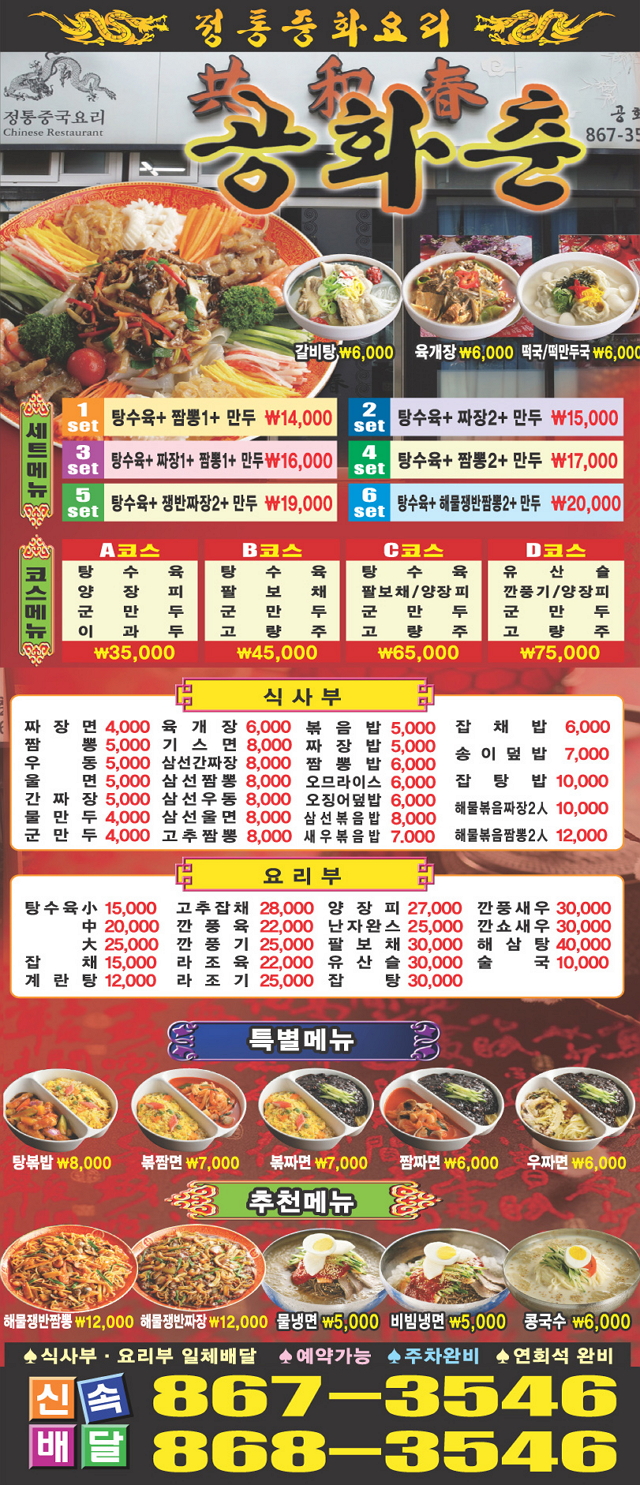 정통중화요리
정통중국요리
Chinese Restaurant
共和春
공화춘
공화
867-35
갈비탕 ₩6,000
육개장 ₩6,000
떡국/떡만두국 ₩6,000
세트메뉴
1 set 탕수육+ 짬뽕1+ 만두 ₩14,000
2 set 탕수육+ 짜장2+ 만두 ₩15,000
3 set 탕수육+ 짜장1+ 짬뽕1+ 만두 ₩16,000
4 set 탕수육+ 짬뽕2+ 만두 ₩17,000
5 set 탕수육+ 쟁반짜장2+ 만두 ₩19,000
6 set 탕수육+ 해물쟁반짬뽕2+ 만두 ₩20,000
코스메뉴
A코스
탕수육
양장피
군만두
이과두
₩35,000
B코스
탕수육
팔보채
군만두
고량주
₩45,000
C코스
탕수육
팔보채/양장피
군만두
고량주
₩65,000
D코스
유산슬
깐풍기/양장피
군만두
고량주
₩75,000
식사부
짜장면 4,000
짬뽕 5,000
우동 5,000
울면 5,000
간짜장 5,000
물만두 4,000
군만두 4,000
육개장 6,000
기스면 8,000
삼선간짜장 8,000
삼선짬뽕 8,000
삼선우동 8,000
삼선울면 8,000
고추짬뽕 8,000
볶음밥 5,000
짜장밥 5,000
짬뽕밥 6,000
오므라이스 6,000
오징어덮밥 6,000
삼선볶음밥 8,000
새우볶음밥 7.000
잡채밥 6,000
송이덮밥 7,000
잡탕밥 10,000
해물볶음짜장2人 10,000
해물볶음짬뽕2人 12,000
요리부
탕수육小 15,000
中 20,000
大 25,000
잡채 15,000
계란탕 12,000
고추잡채 28,000
깐풍육 22,000
깐풍기 25,000
라조육 22,000
라조기 25,000
양장피 27,000
난자완스 25,000
팔보채 30,000
유산슬 30,000
잡탕 30,000
깐풍새우 30,000
깐쇼새우 30,000
해삼탕 40,000
술국 10,000
특별메뉴
탕볶밥 ₩8,000
볶짬면 ₩7,000
볶짜면 ₩7,000
짬짜면 ₩6,000
우짜면 ₩6,000
추천메뉴
해물쟁반짬뽕 ₩12,000
해물쟁반짜장 ₩12,000
물냉면 ₩5,000
비빔냉면 ₩5,000
콩국수 ₩6,000
♠식사부 · 요리부 일체배달 ♠예약가능 ♠주차완비 ♠연회석 완비
신속배달
867-3546
868-3546